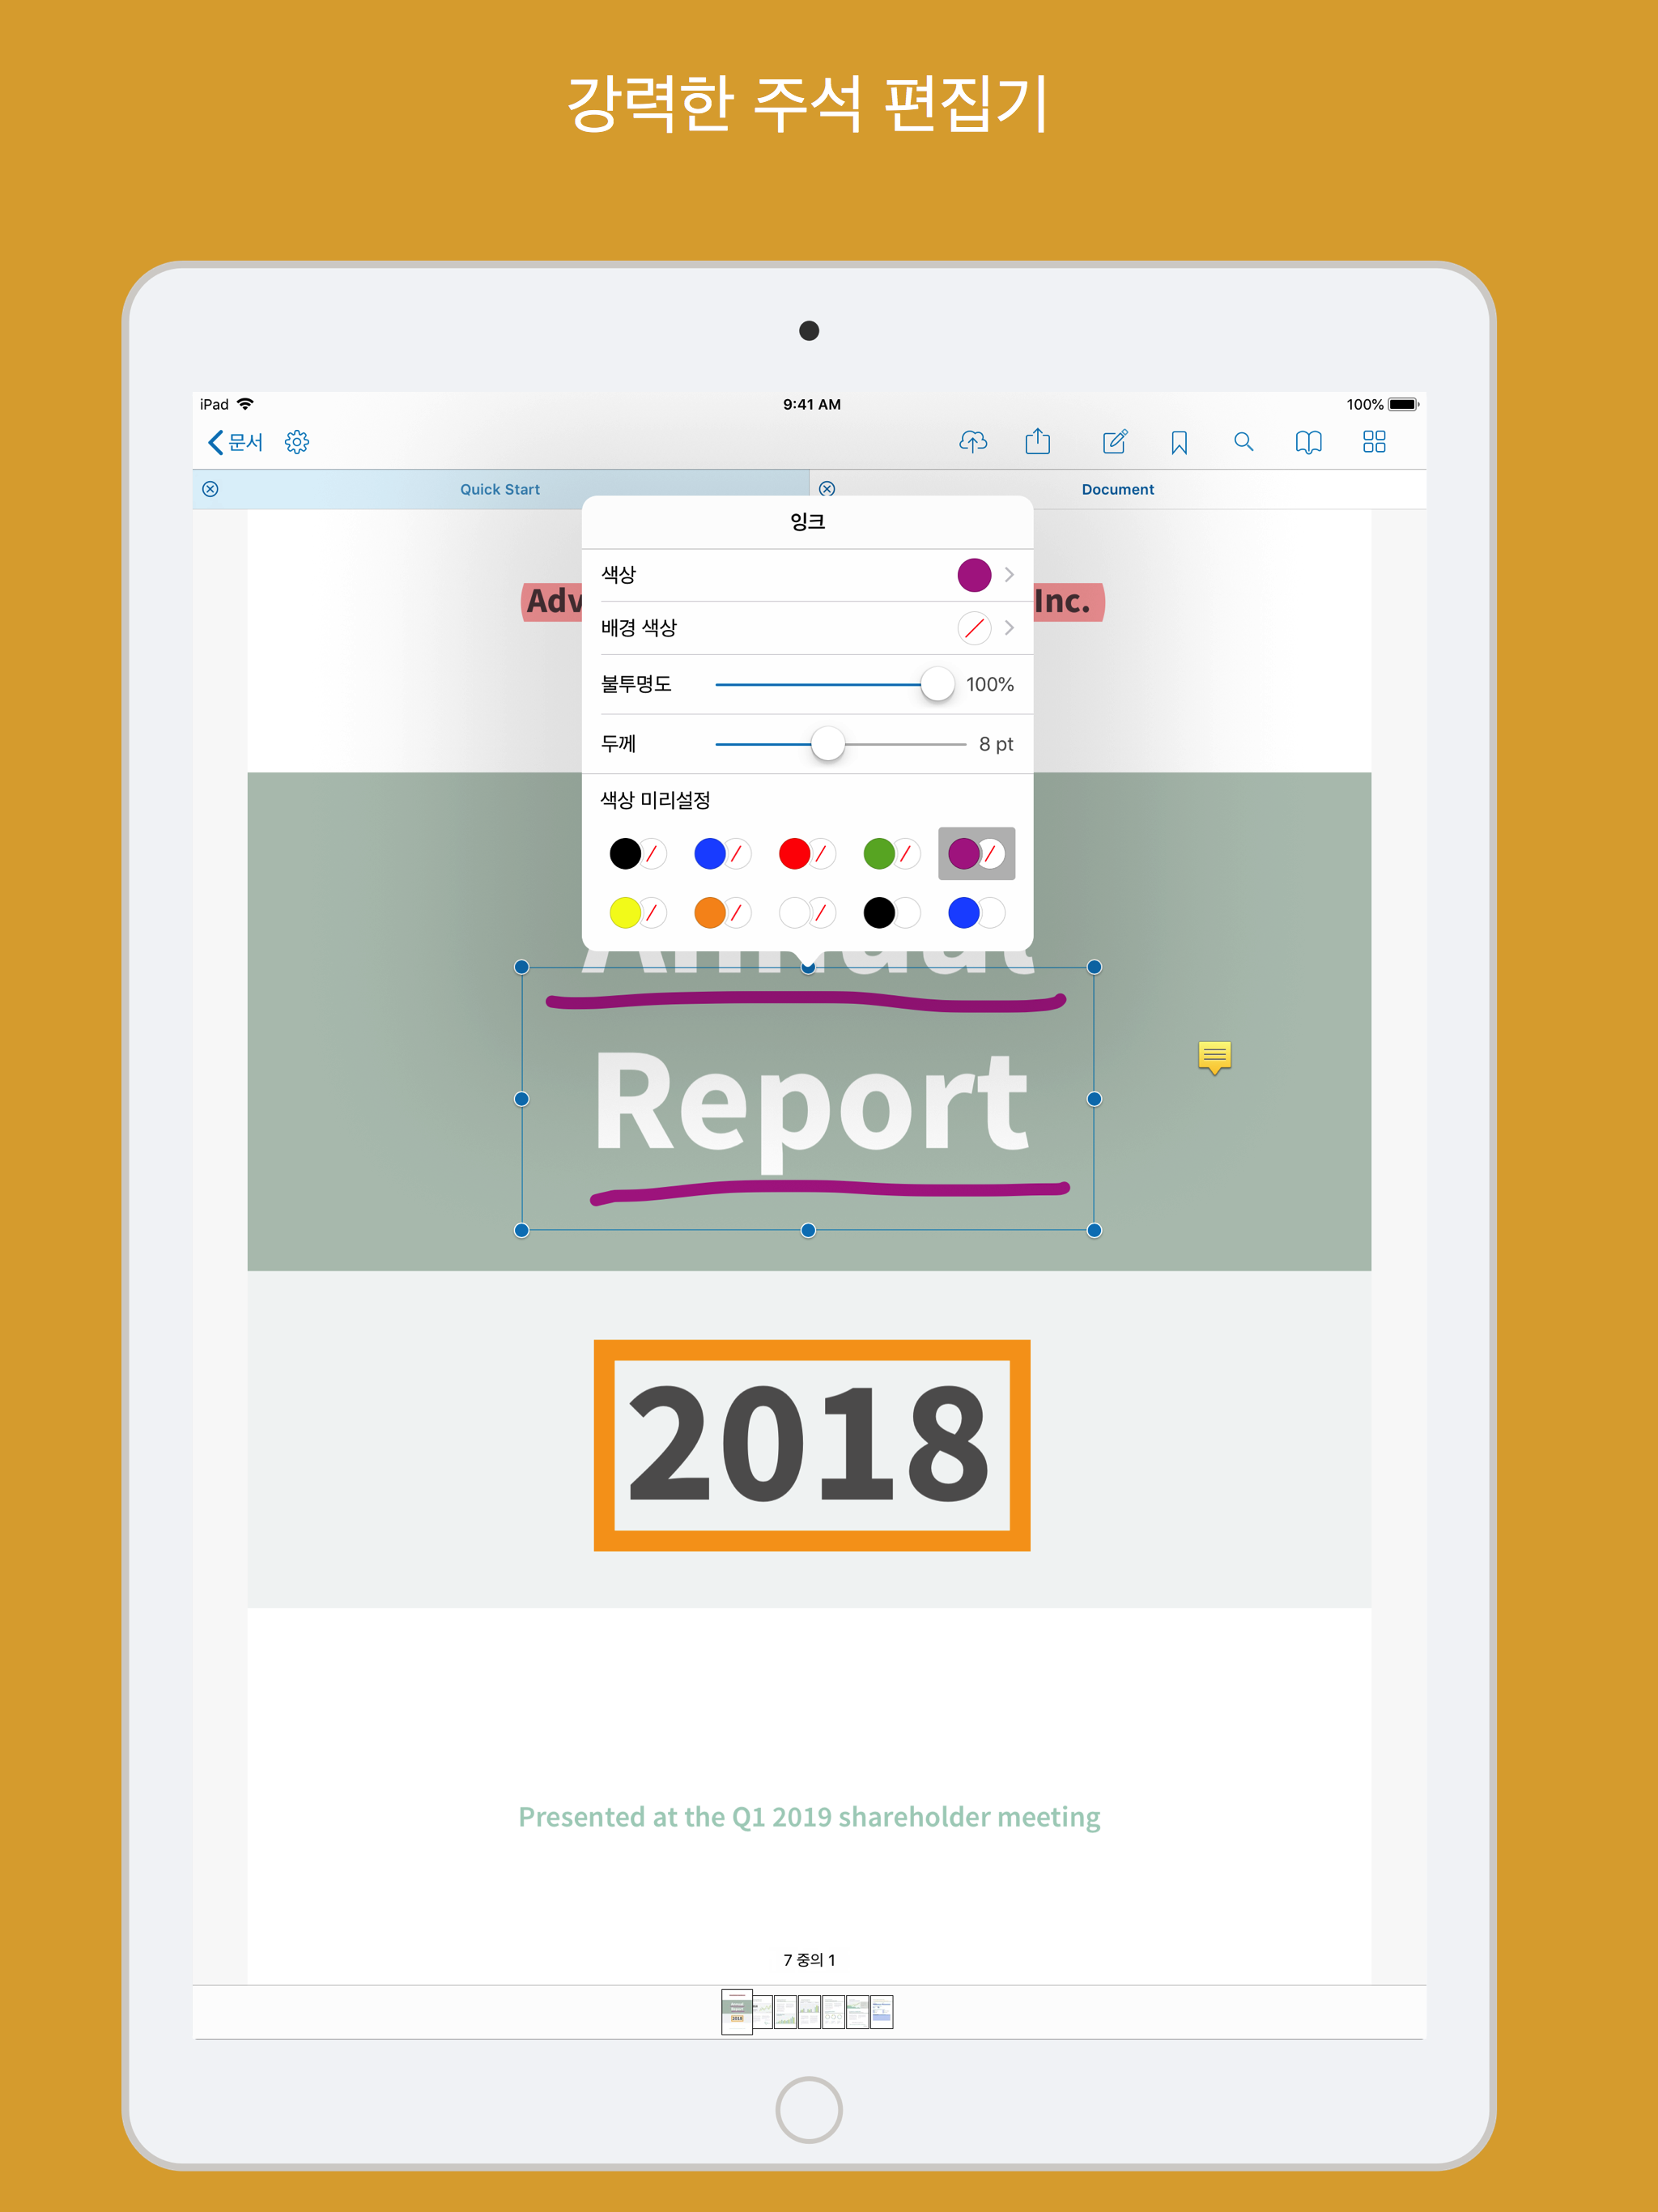 강력한 주석 편집기
iPad 9:41 AM 100%
문서
Quick Start Document
잉크
Inc.
색상
배경 색상
불투명도 100%
두께 8 pt
색상 미리설정
Annual
Report
2018
Presented at the Q1 2019 shareholder meeting
7 중의 1